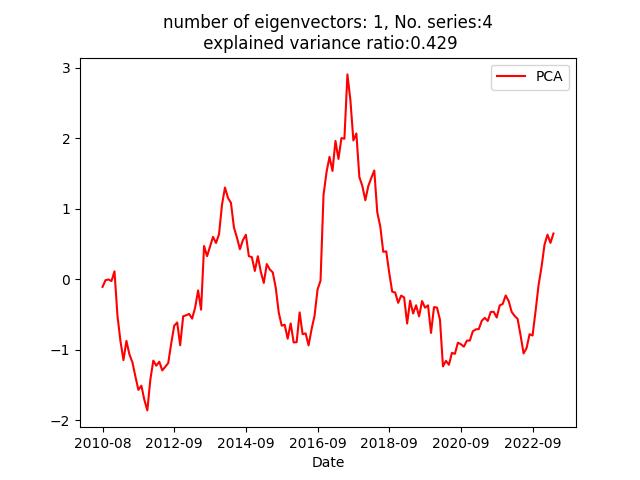 number of eigenvectors: 1, No. series:4
explained variance ratio:0.429
PCA
3
2
1
0
−1
−2
2010-08 2012-09 2014-09 2016-09 2018-09 2020-09 2022-09
Date